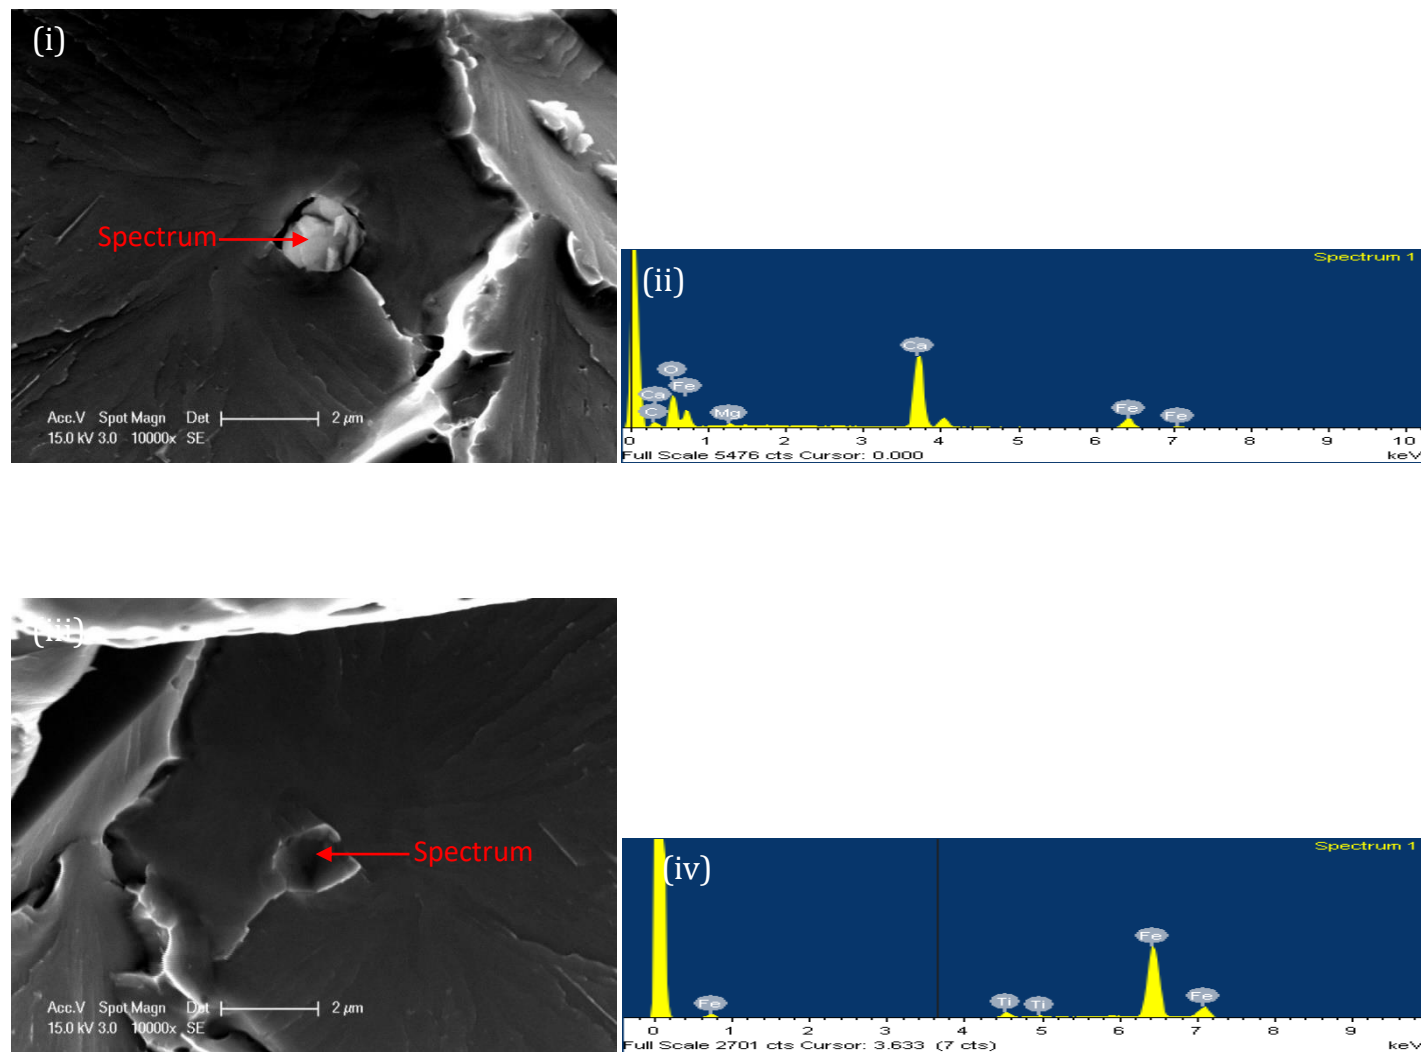 (i)
Spectrum
Acc.V Spot Magn Det 2 µm
15.0 kV 3.0 10000x SE
Spectrum 1
(ii)
Ca
O
Ca Fe
C Mg Fe Fe
0 1 2 3 4 5 6 7 8 9 10
Full Scale 5476 cts Cursor: 0.000 keV
(iii)
Spectrum
Acc.V Spot Magn Det 2 µm
15.0 kV 3.0 10000x SE
Spectrum 1
(iv)
Fe
Fe Ti Ti Fe
0 1 2 3 4 5 6 7 8 9
Full Scale 2701 cts Cursor: 3.633 (7 cts) keV